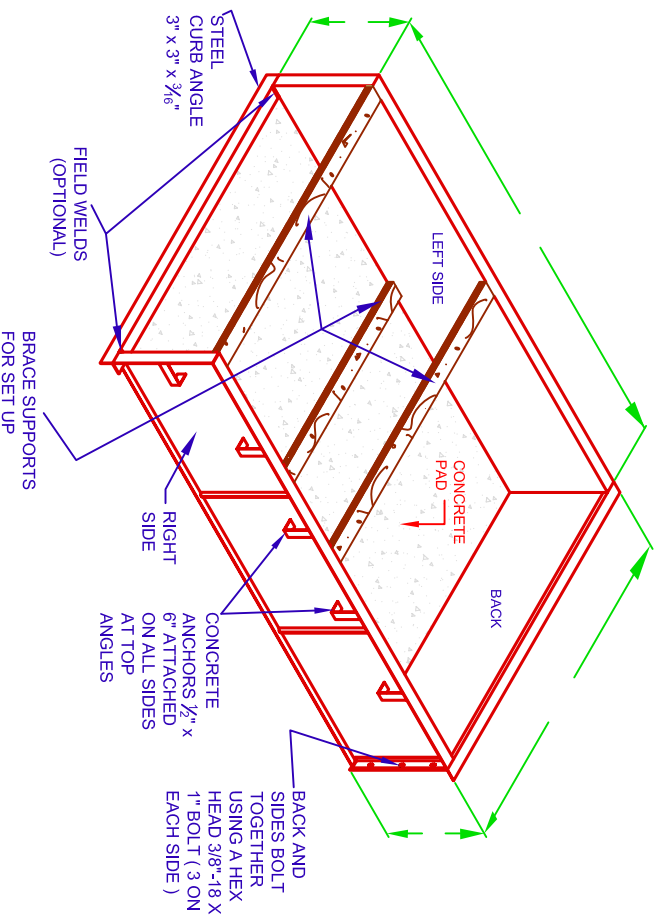 STEEL
CURB ANGLE
3" x 3" x 3⁄16"
FIELD WELDS
(OPTIONAL)
BRACE SUPPORTS
FOR SET UP
LEFT SIDE
CONCRETE
PAD
BACK
RIGHT
SIDE
CONCRETE
ANCHORS 1⁄2" x
6" ATTACHED
ON ALL SIDES
AT TOP
ANGLES
BACK AND
SIDES BOLT
TOGETHER
USING A HEX
HEAD 3/8"-18 X
1" BOLT ( 3 ON
EACH SIDE )